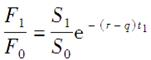 F₁/F₀ = S₁/S₀ e^{−(r−q)t₁}